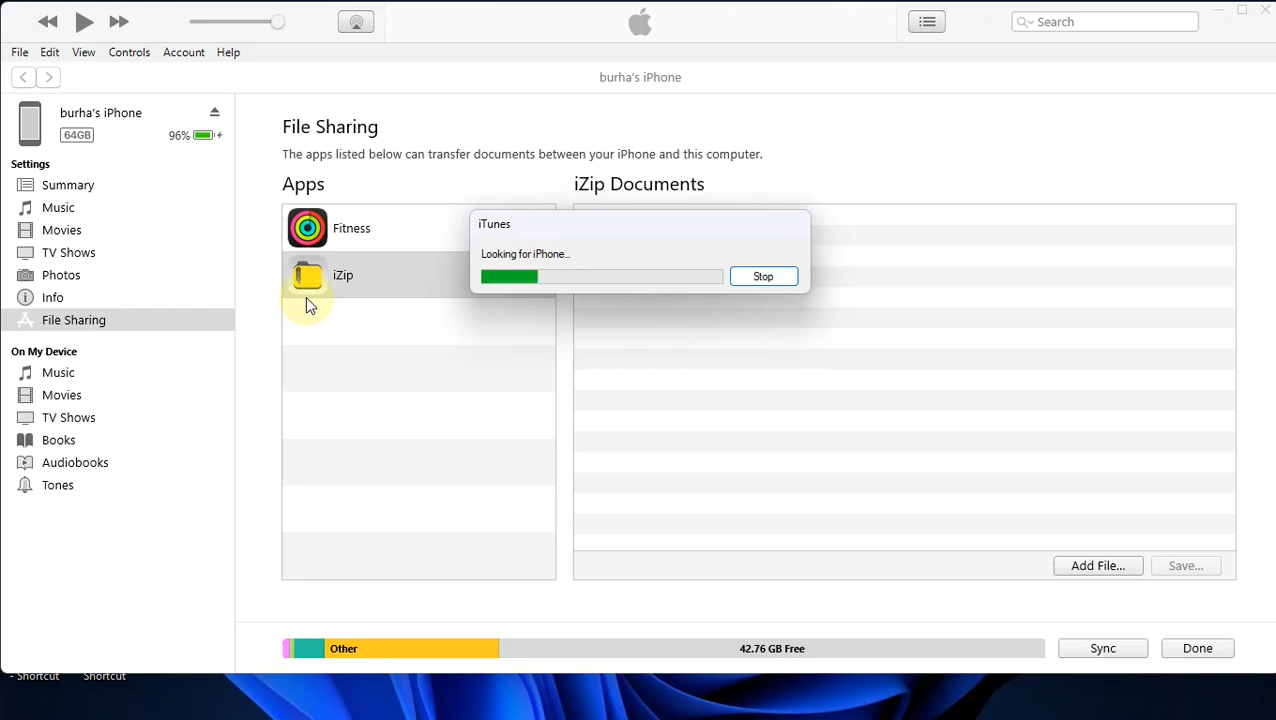 Search
File Edit View Controls Account Help
burha's iPhone
burha's iPhone
64GB 96%
Settings
Summary
Music
Movies
TV Shows
Photos
Info
File Sharing
On My Device
Music
Movies
TV Shows
Books
Audiobooks
Tones
File Sharing
The apps listed below can transfer documents between your iPhone and this computer.
Apps
Fitness
iZip
iZip Documents
iTunes
Looking for iPhone...
Stop
Add File... Save...
Other 42.76 GB Free Sync Done
- Shortcut Shortcut